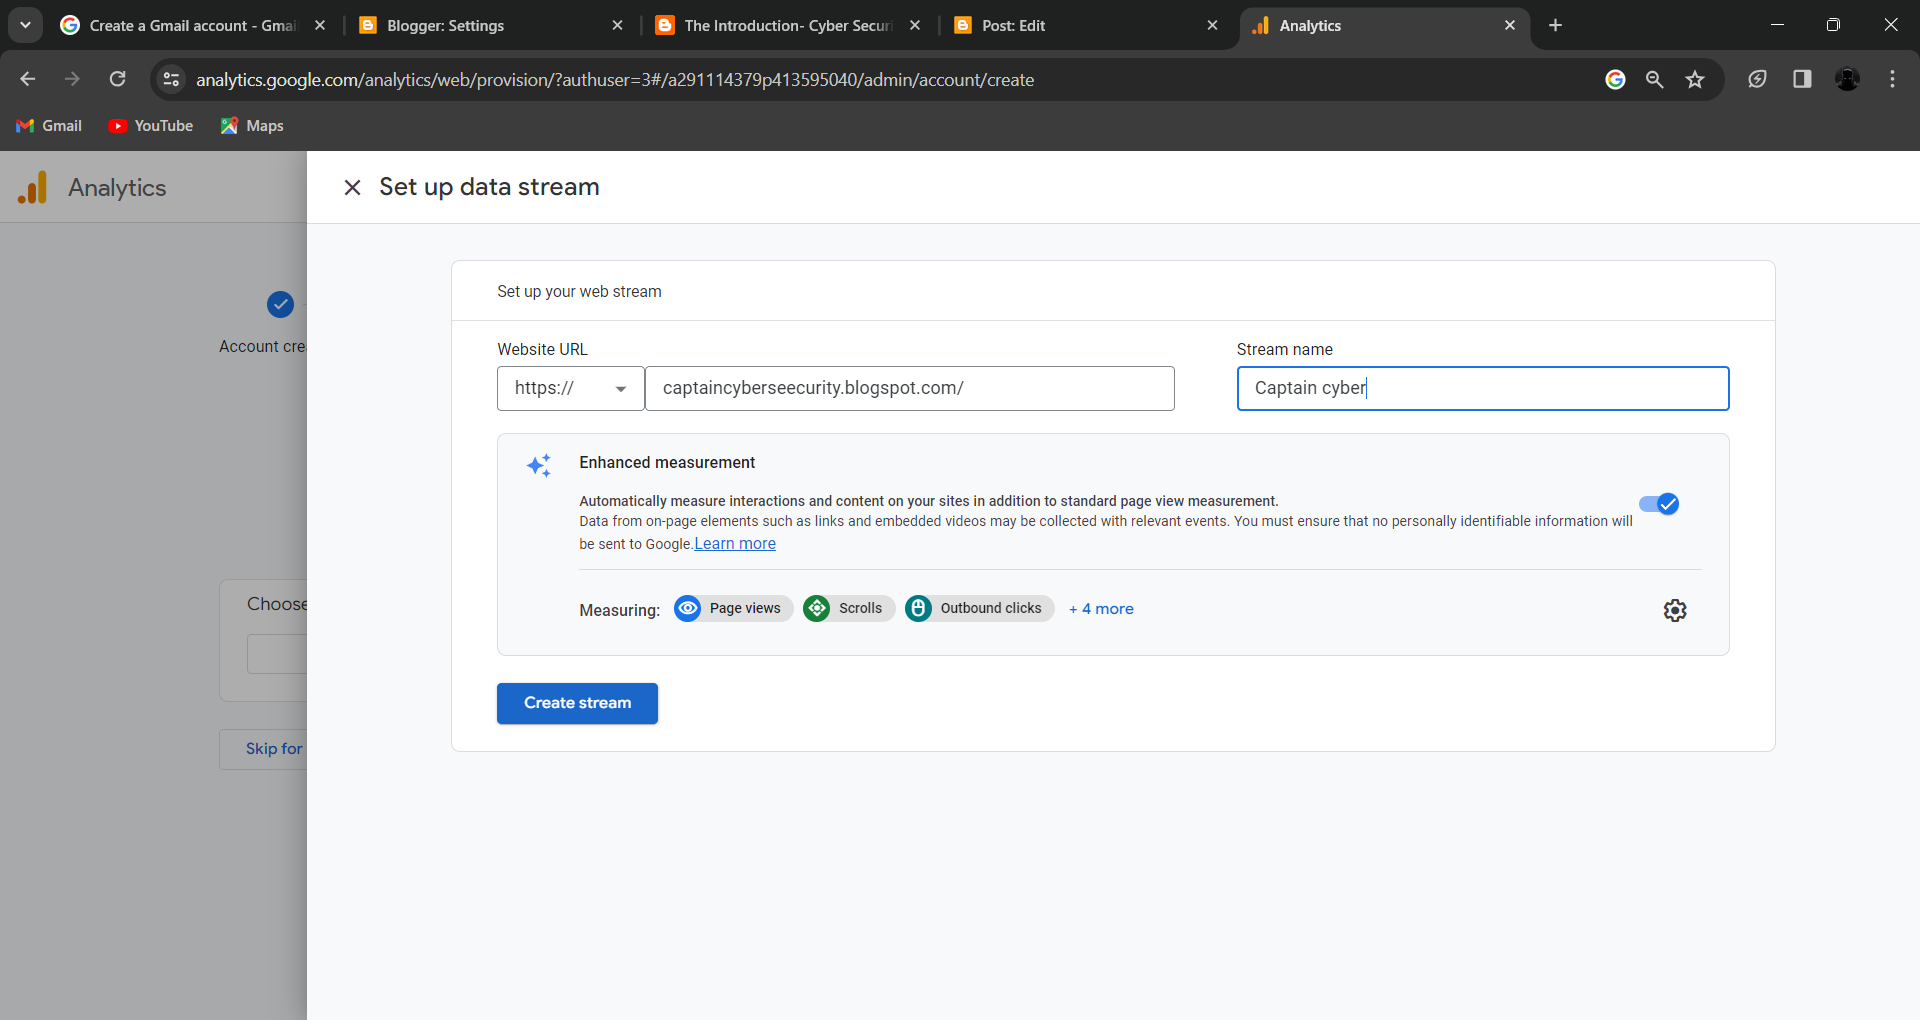 Create a Gmail account - Gmai
Blogger: Settings
The Introduction- Cyber Secur
Post: Edit
Analytics
analytics.google.com/analytics/web/provision/?authuser=3#/a291114379p413595040/admin/account/create
Gmail
YouTube
Maps
Analytics
Set up data stream
Set up your web stream
Account cre
Website URL
Stream name
https://
captaincyberseecurity.blogspot.com/
Captain cyber
Enhanced measurement
Automatically measure interactions and content on your sites in addition to standard page view measurement.
Data from on-page elements such as links and embedded videos may be collected with relevant events. You must ensure that no personally identifiable information will
be sent to Google. Learn more
Choose
Measuring: Page views Scrolls Outbound clicks + 4 more
Create stream
Skip for